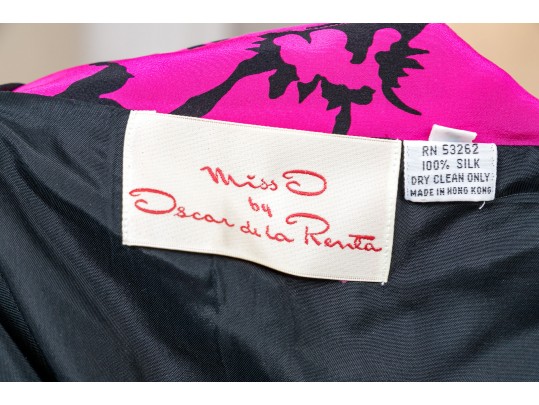 Miss O
by
Oscar de la Renta
RN 53262
100% SILK
DRY CLEAN ONLY
MADE IN HONG KONG